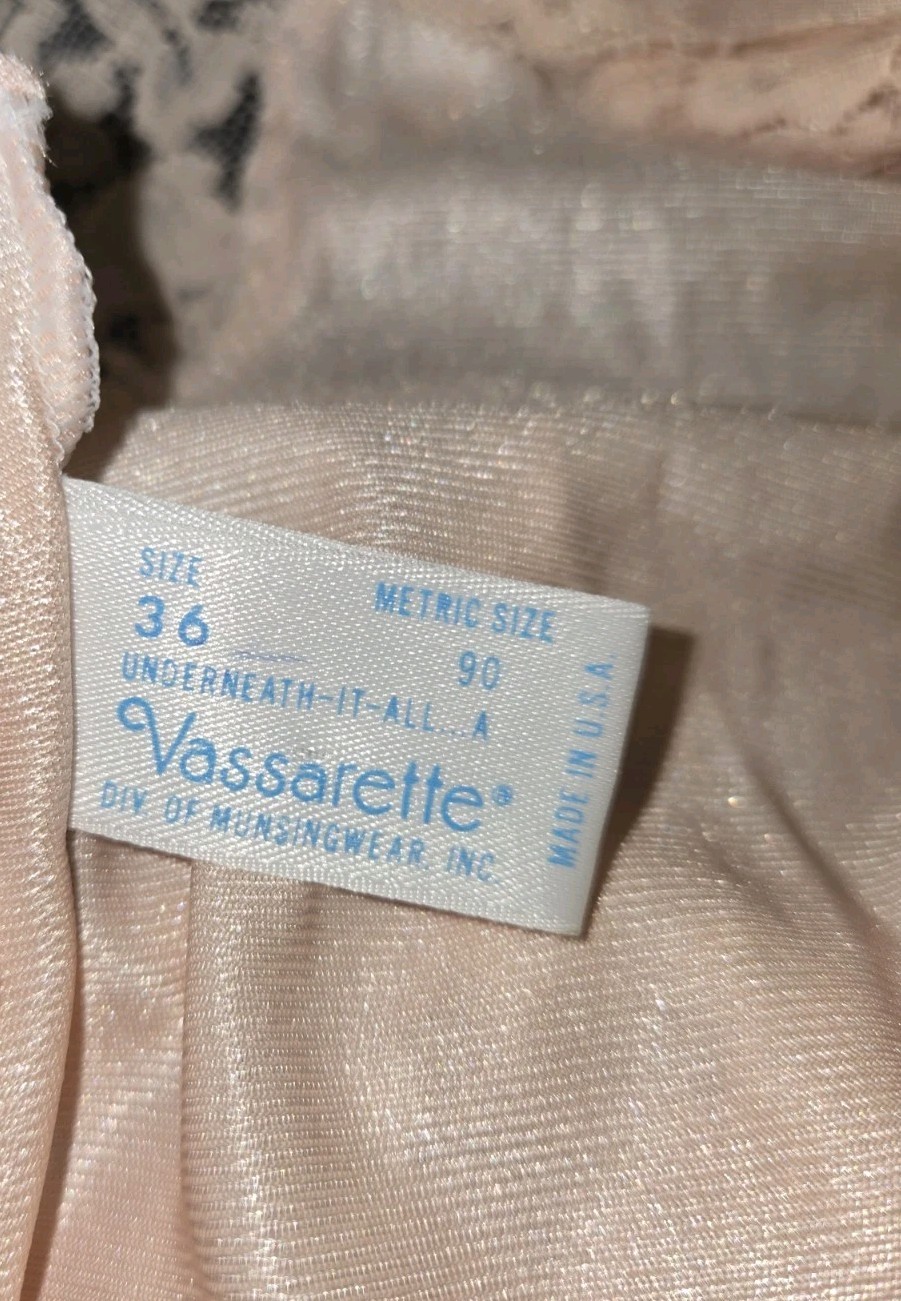 SIZE
36
METRIC SIZE
90
UNDERNEATH-IT-ALL...A
Vassarette®
DIV OF MUNSINGWEAR, INC
MADE IN U.S.A.